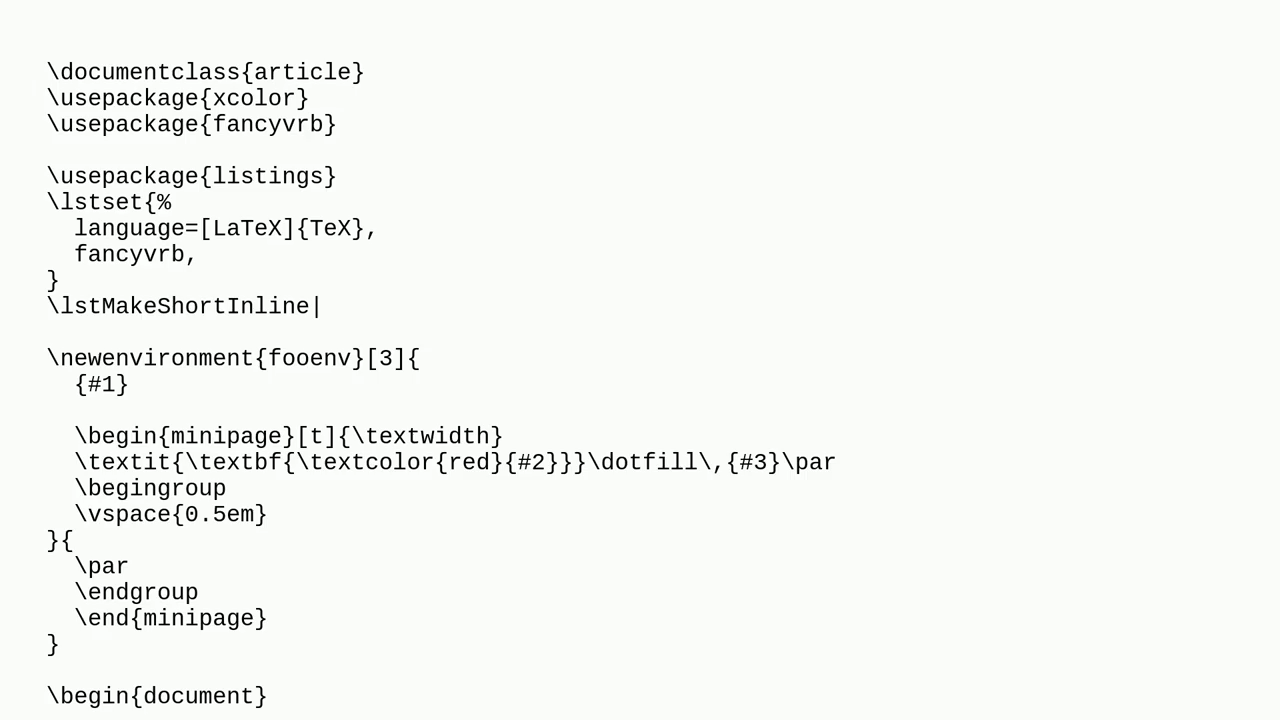 \documentclass{article}
\usepackage{xcolor}
\usepackage{fancyvrb}

\usepackage{listings}
\lstset{%
  language=[LaTeX]{TeX},
  fancyvrb,
}
\lstMakeShortInline|

\newenvironment{fooenv}[3]{
  {#1}

  \begin{minipage}[t]{\textwidth}
  \textit{\textbf{\textcolor{red}{#2}}}\dotfill\,{#3}\par
  \begingroup
  \vspace{0.5em}
}{
  \par
  \endgroup
  \end{minipage}
}

\begin{document}